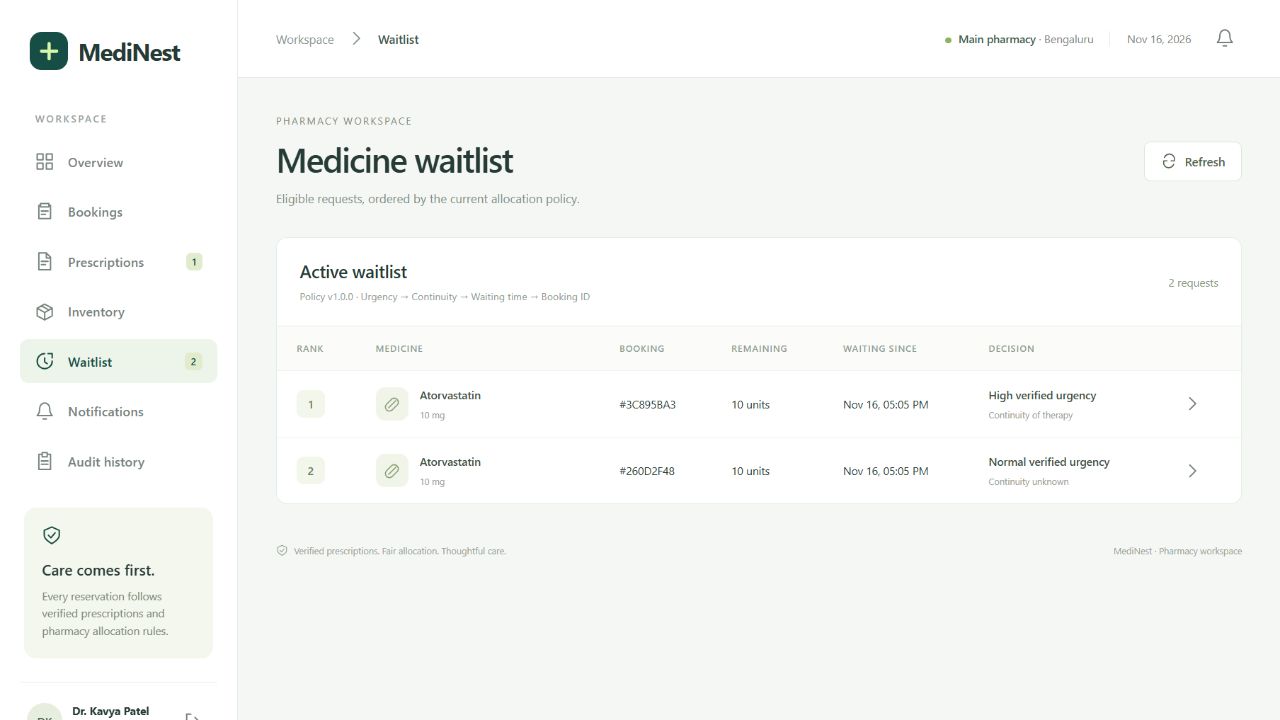 MediNest
WORKSPACE
Overview
Bookings
Prescriptions 1
Inventory
Waitlist 2
Notifications
Audit history
Care comes first.
Every reservation follows
verified prescriptions and
pharmacy allocation rules.
Dr. Kavya Patel
Workspace > Waitlist
Main pharmacy · Bengaluru
Nov 16, 2026
PHARMACY WORKSPACE
Medicine waitlist
Refresh
Eligible requests, ordered by the current allocation policy.
Active waitlist
Policy v1.0.0 · Urgency → Continuity → Waiting time → Booking ID
2 requests
RANK MEDICINE BOOKING REMAINING WAITING SINCE DECISION
1 Atorvastatin #3C895BA3 10 units Nov 16, 05:05 PM High verified urgency
10 mg Continuity of therapy
2 Atorvastatin #260D2F48 10 units Nov 16, 05:05 PM Normal verified urgency
10 mg Continuity unknown
Verified prescriptions. Fair allocation. Thoughtful care.
MediNest · Pharmacy workspace